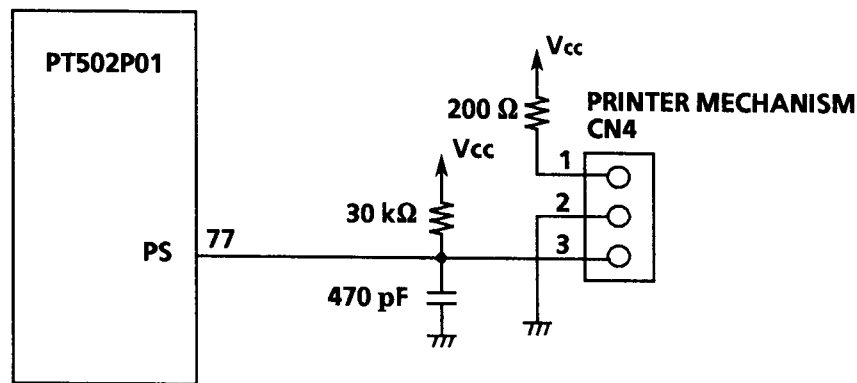 PT502P01
Vcc
200 Ω
PRINTER MECHANISM
CN4
Vcc
1
30 kΩ
2
PS
77
3
470 pF